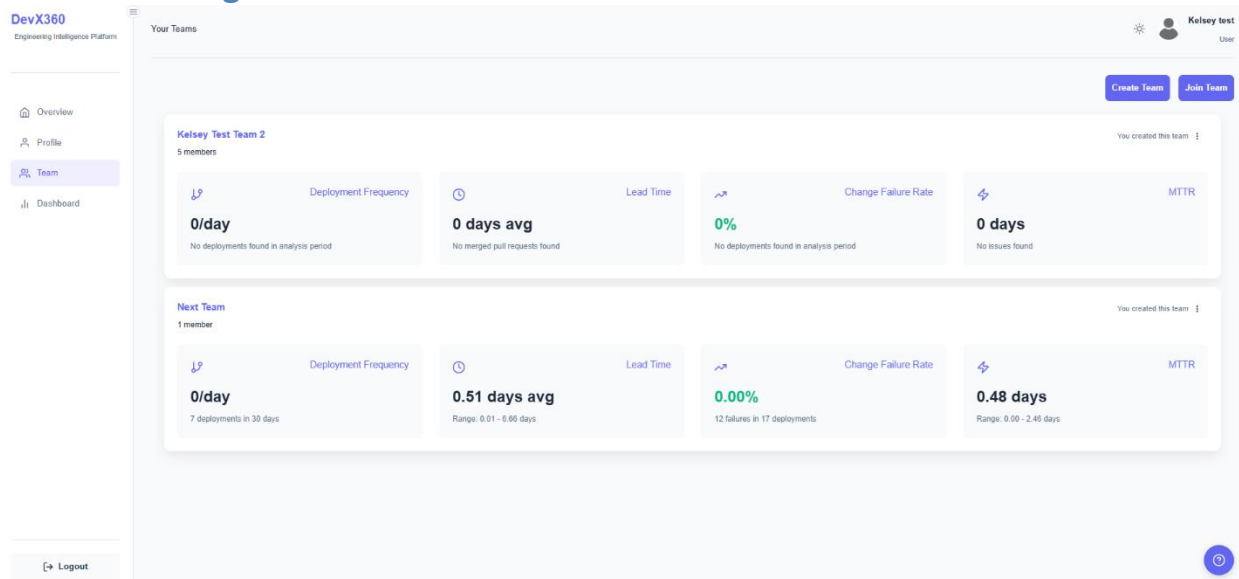 DevX360
Engineering Intelligence Platform
Your Teams
Kelsey test
User
Overview
Profile
Team
Dashboard
Create Team
Join Team
Kelsey Test Team 2
You created this team
5 members
Deployment Frequency
0/day
No deployments found in analysis period
Lead Time
0 days avg
No merged pull requests found
Change Failure Rate
0%
No deployments found in analysis period
MTTR
0 days
No issues found
Next Team
You created this team
1 member
Deployment Frequency
0/day
7 deployments in 30 days
Lead Time
0.51 days avg
Range: 0.01 - 6.66 days
Change Failure Rate
0.00%
12 failures in 17 deployments
MTTR
0.48 days
Range: 0.00 - 2.46 days
Logout